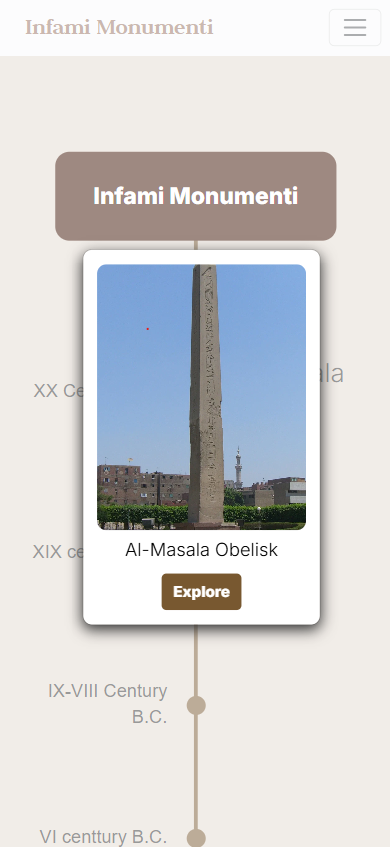 Infami Monumenti
Infami Monumenti
XX Ce
ala
XIX ce
Al-Masala Obelisk
Explore
IX-VIII Century
B.C.
VI centtury B.C.